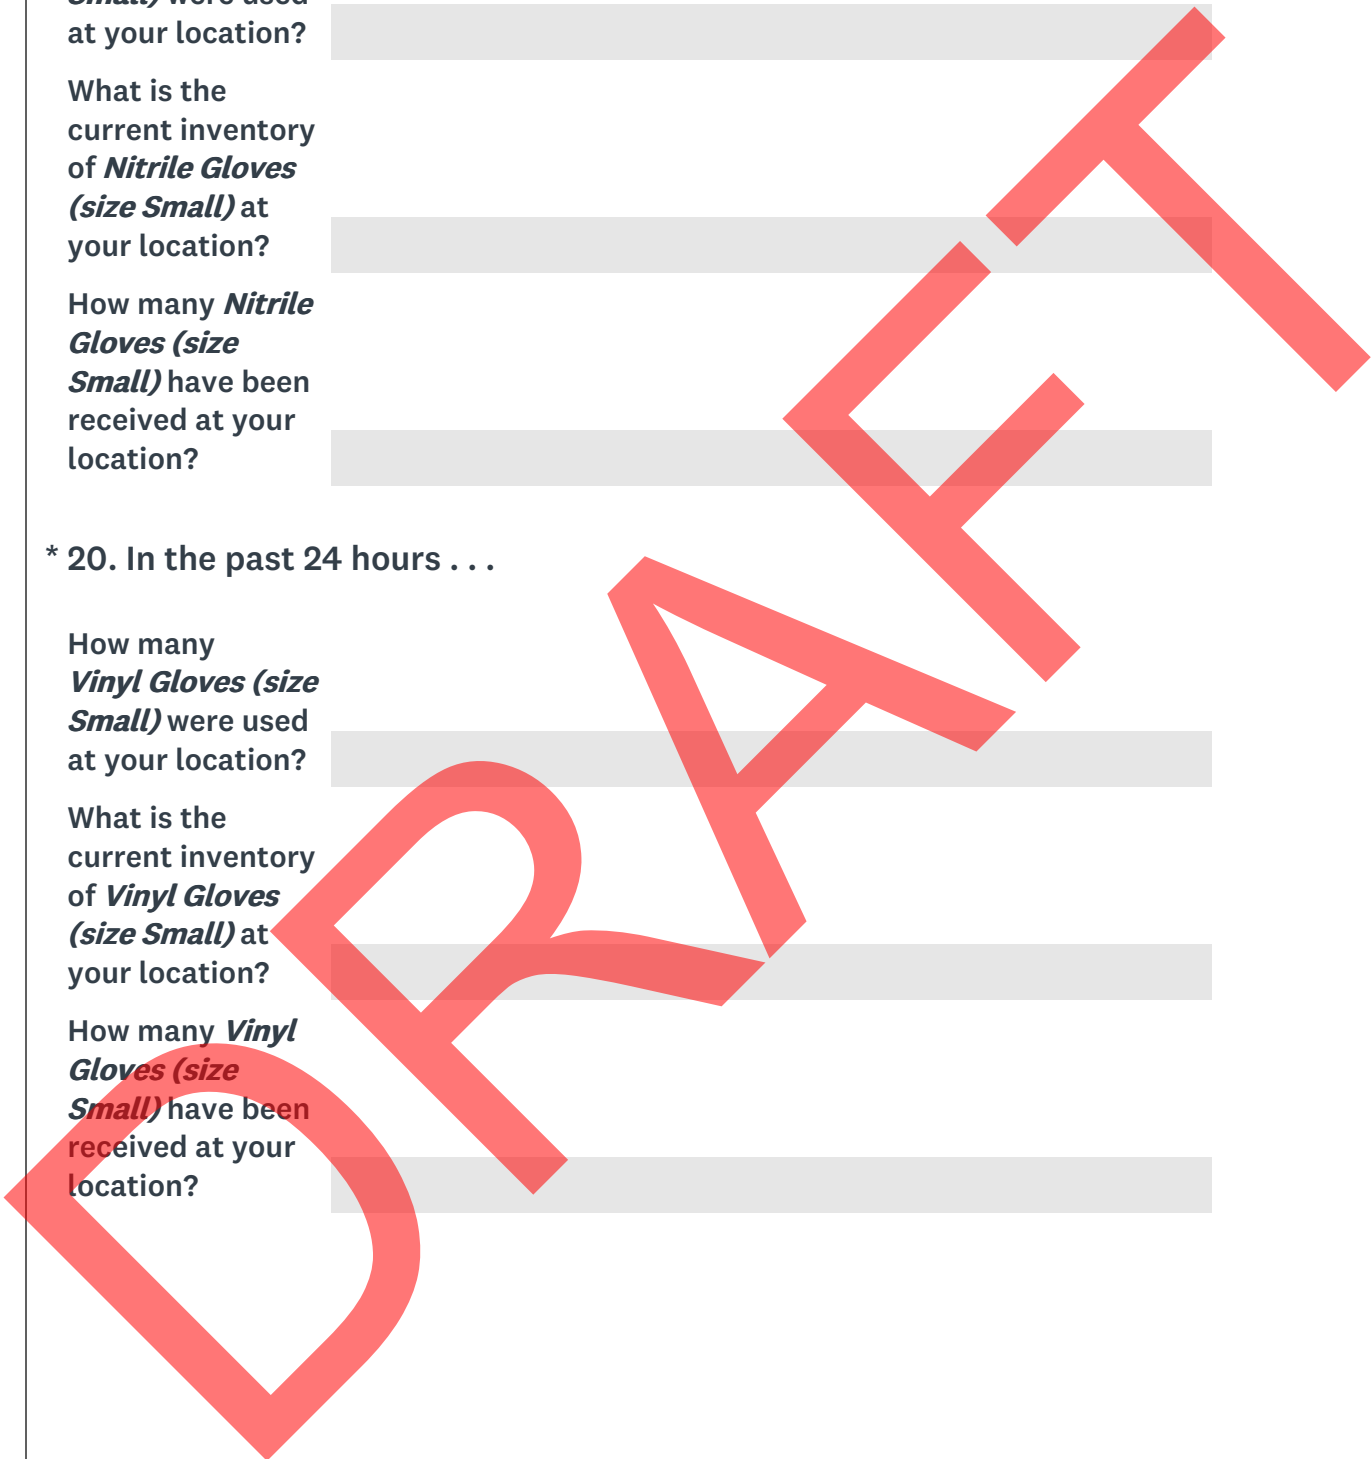 Small) were used
at your location?
What is the
current inventory
of Nitrile Gloves
(size Small) at
your location?
How many Nitrile
Gloves (size
Small) have been
received at your
location?
* 20. In the past 24 hours . . .
How many
Vinyl Gloves (size
Small) were used
at your location?
What is the
current inventory
of Vinyl Gloves
(size Small) at
your location?
How many Vinyl
Gloves (size
Small) have been
received at your
location?
DRAFT